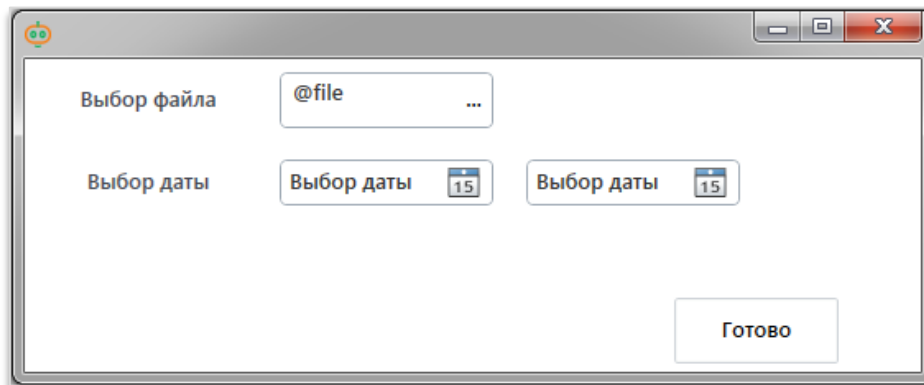 Выбор файла @file ...
Выбор даты Выбор даты 15 Выбор даты 15
Готово